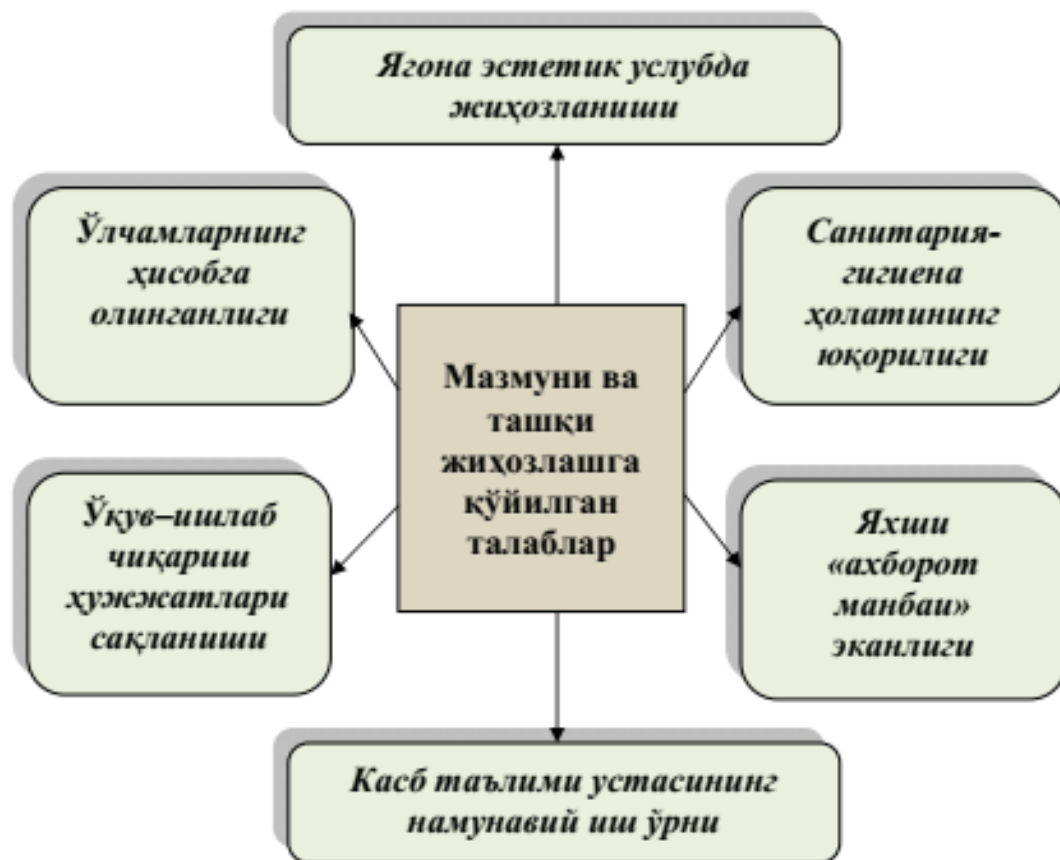 Ягона эстетик услубда
жиҳозланиши
Ўлчамларнинг
ҳисобга
олинганлиги
Санитария-
гигиена
ҳолатининг
юқорилиги
Мазмуни ва
ташқи
жиҳозлашга
қўйилган
талаблар
Ўқув–ишлаб
чиқариш
ҳужжатлари
сақланиши
Яхши
«ахборот
манбаи»
эканлиги
Касб таълими устасининг
намунавий иш ўрни